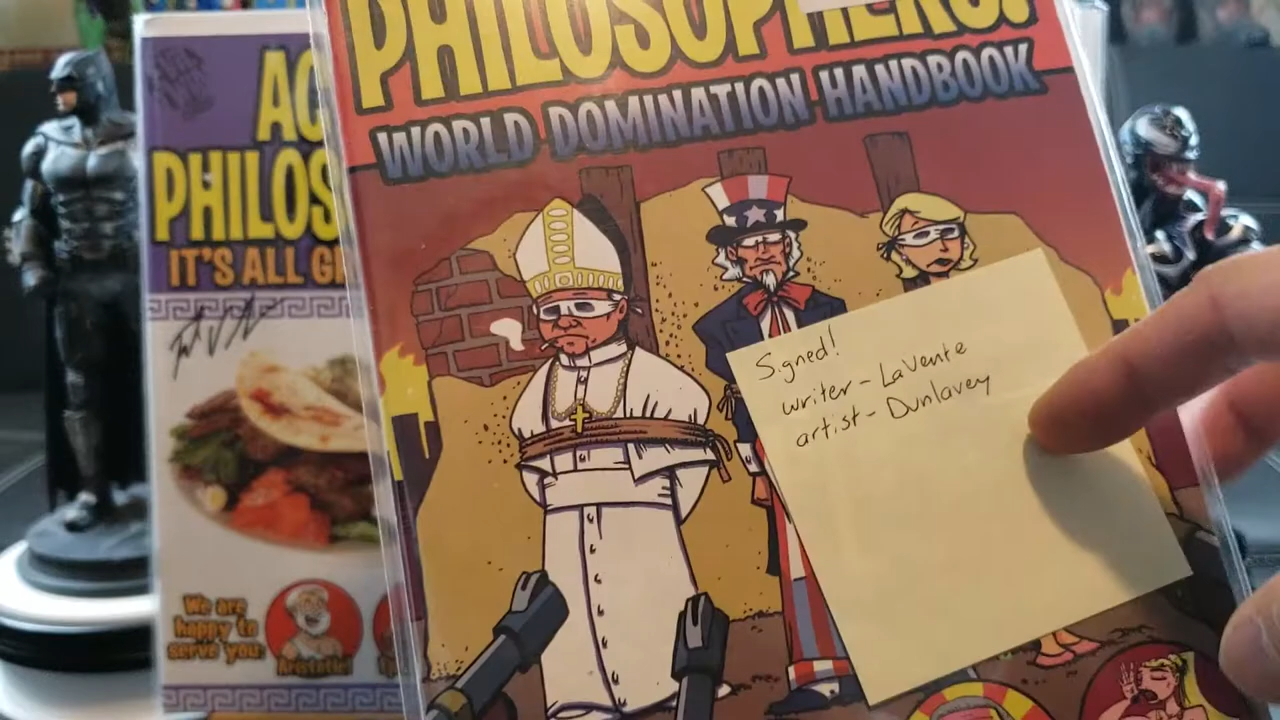 PHILOSOPHERS!
WORLD DOMINATION HANDBOOK
AC
PHILOS
IT'S ALL GR
We are
happy to
serve you:
Aristotle!
Signed!
writer - LaVente
artist - Dunlavey